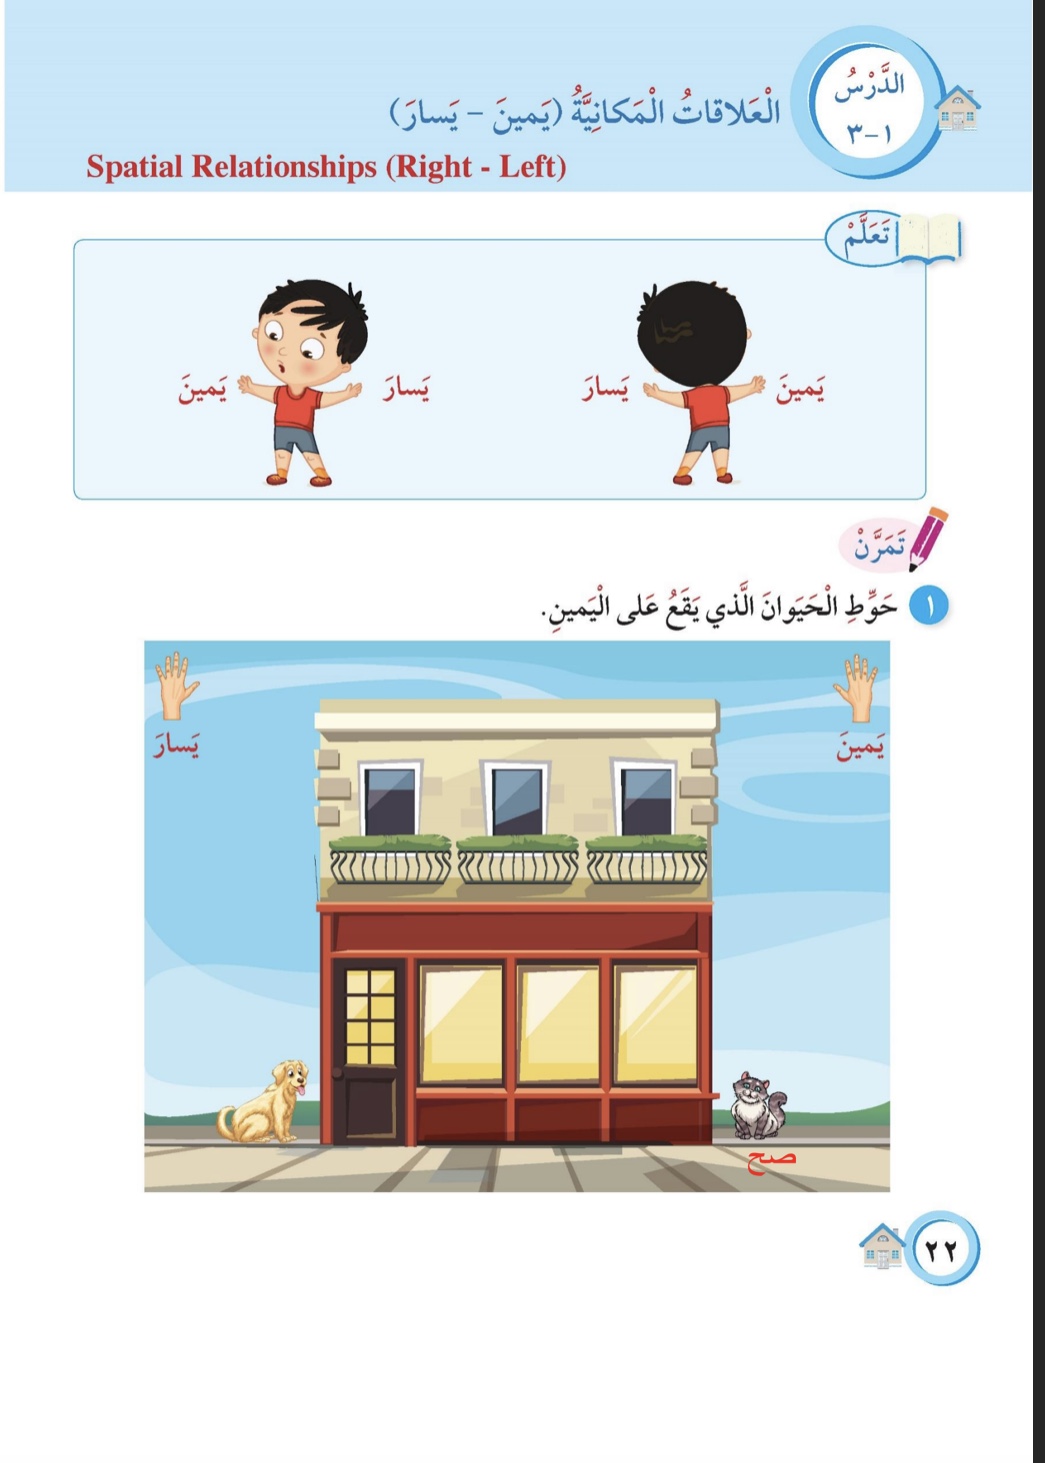 الدَّرْسُ
١-٣
الْعَلاقاتُ الْمَكانِيَّةُ (يَمينَ - يَسارَ)
Spatial Relationships (Right - Left)
تَعَلَّمْ
يَمينَ
يَسارَ
يَسارَ
يَمينَ
تَمَرَّنْ
١ حَوِّطِ الْحَيَوانَ الَّذي يَقَعُ عَلى الْيَمينِ.
يَمينَ
يَسارَ
صح
٢٢